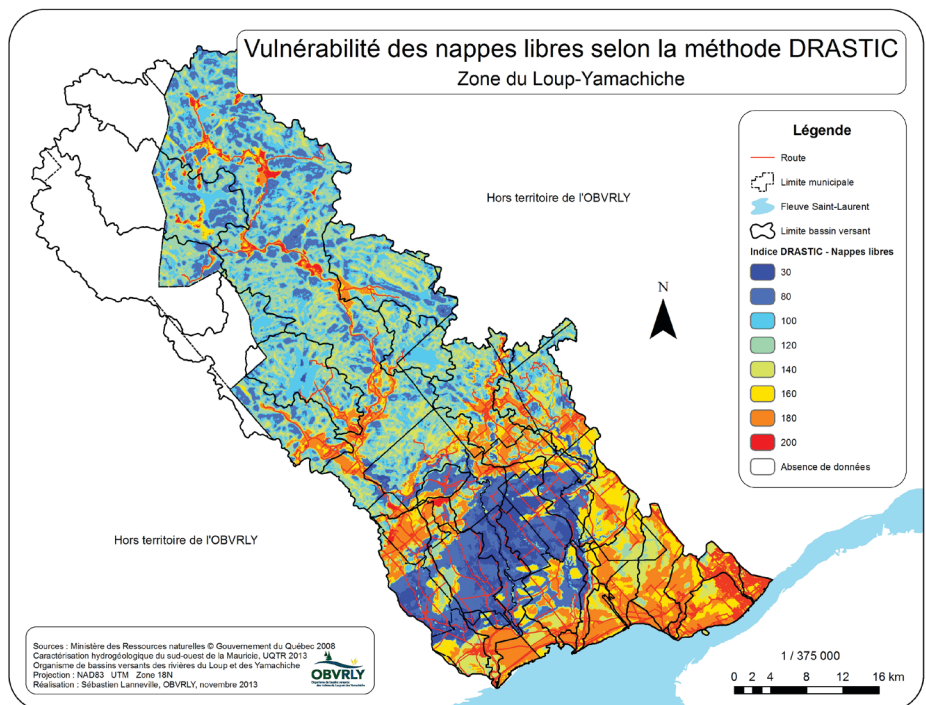 Vulnérabilité des nappes libres selon la méthode DRASTIC
Zone du Loup-Yamachiche
Légende
Route
Limite municipale
Fleuve Saint-Laurent
Limite bassin versant
Indice DRASTIC - Nappes libres
30
80
100
120
140
160
180
200
Absence de données
Hors territoire de l'OBVRLY
N
Hors territoire de l'OBVRLY
Sources : Ministère des Ressources naturelles © Gouvernement du Québec 2008
Caractérisation hydrogéologique du sud-ouest de la Mauricie, UQTR 2013
Organisme de bassins versants des rivières du Loup et des Yamachiche
Projection : NAD83 UTM Zone 18N
Réalisation : Sébastien Lanneville, OBVRLY, novembre 2013
OBVRLY
1 / 375 000
0 2 4 8 12 16 km